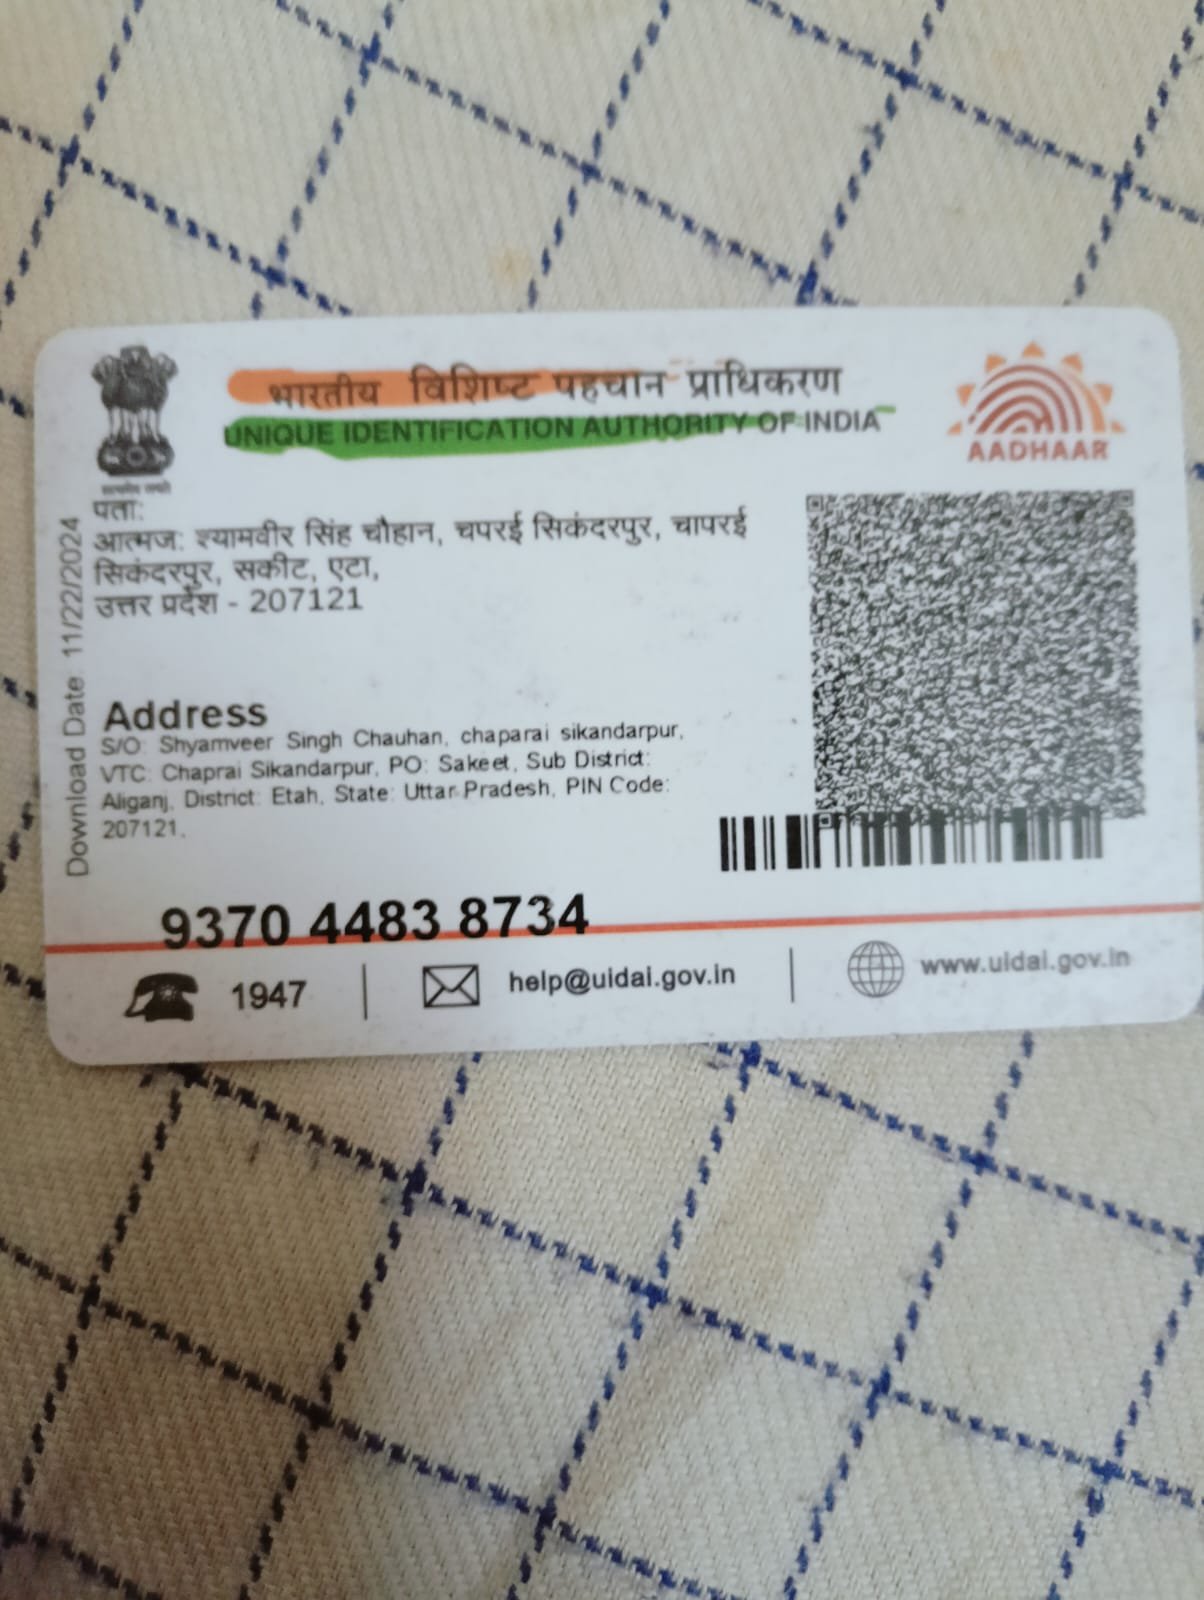 भारतीय विशिष्ट पहचान प्राधिकरण
UNIQUE IDENTIFICATION AUTHORITY OF INDIA
AADHAAR
पता:
आत्मज: श्यामवीर सिंह चौहान, चपरई सिकंदरपुर, चापरई
सिकंदरपुर, सकीट, एटा,
उत्तर प्रदेश - 207121
Download Date: 11/22/2024
Address
S/O: Shyamveer Singh Chauhan, chaparai sikandarpur,
VTC: Chaprai Sikandarpur, PO: Sakeet, Sub District:
Aliganj, District: Etah, State: Uttar Pradesh, PIN Code:
207121,
9370 4483 8734
1947
help@uidai.gov.in
www.uidai.gov.in